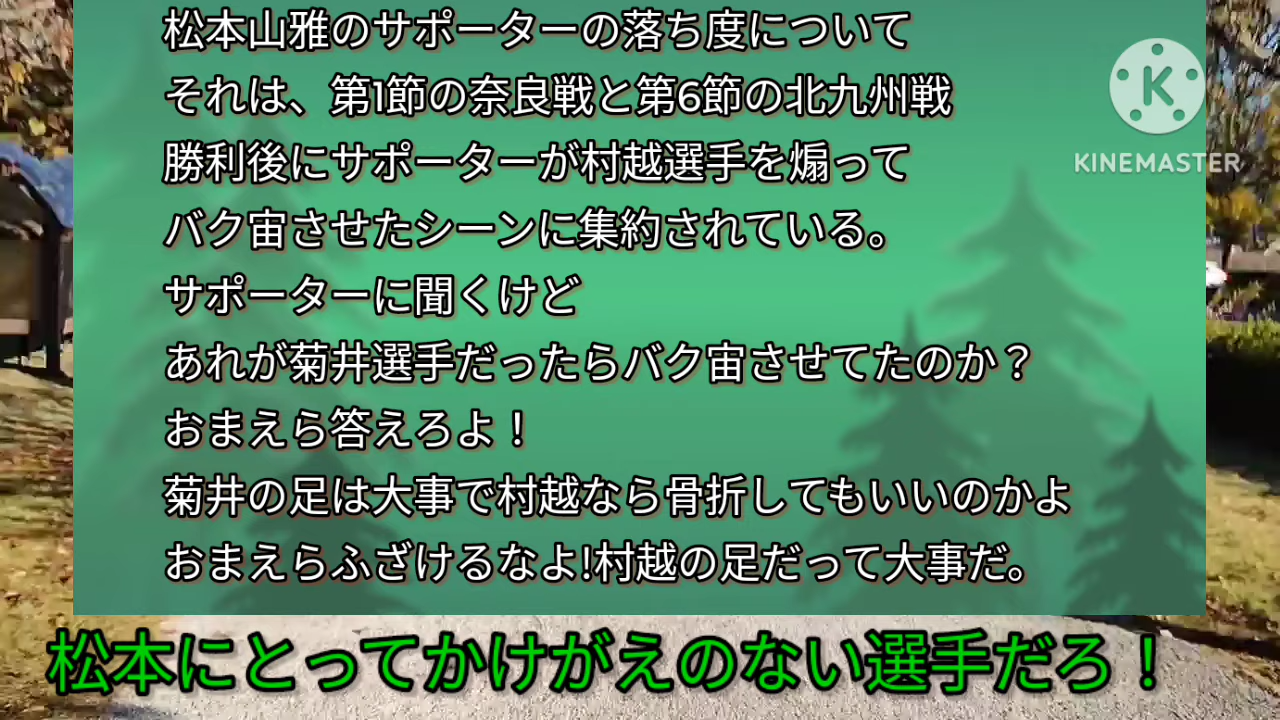 松本山雅のサポーターの落ち度について
それは、第1節の奈良戦と第6節の北九州戦
勝利後にサポーターが村越選手を煽って
バク宙させたシーンに集約されている。
サポーターに聞くけど
あれが菊井選手だったらバク宙させてたのか？
おまえら答えろよ！
菊井の足は大事で村越なら骨折してもいいのかよ
おまえらふざけるなよ!村越の足だって大事だ。
松本にとってかけがえのない選手だろ！
K
KINEMASTER